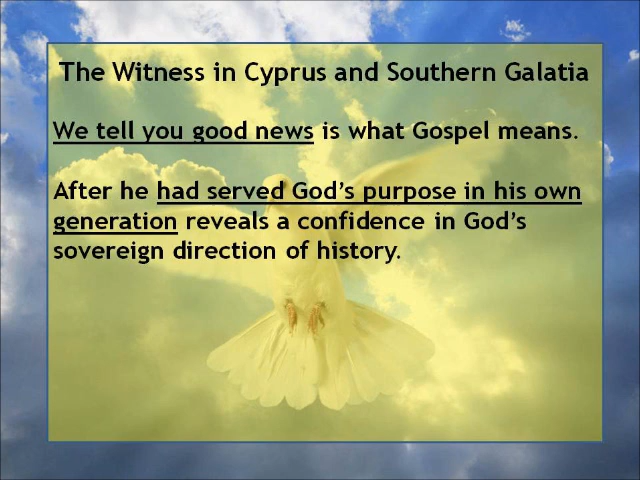 The Witness in Cyprus and Southern Galatia
We tell you good news is what Gospel means.
After he had served God’s purpose in his own
generation reveals a confidence in God’s
sovereign direction of history.